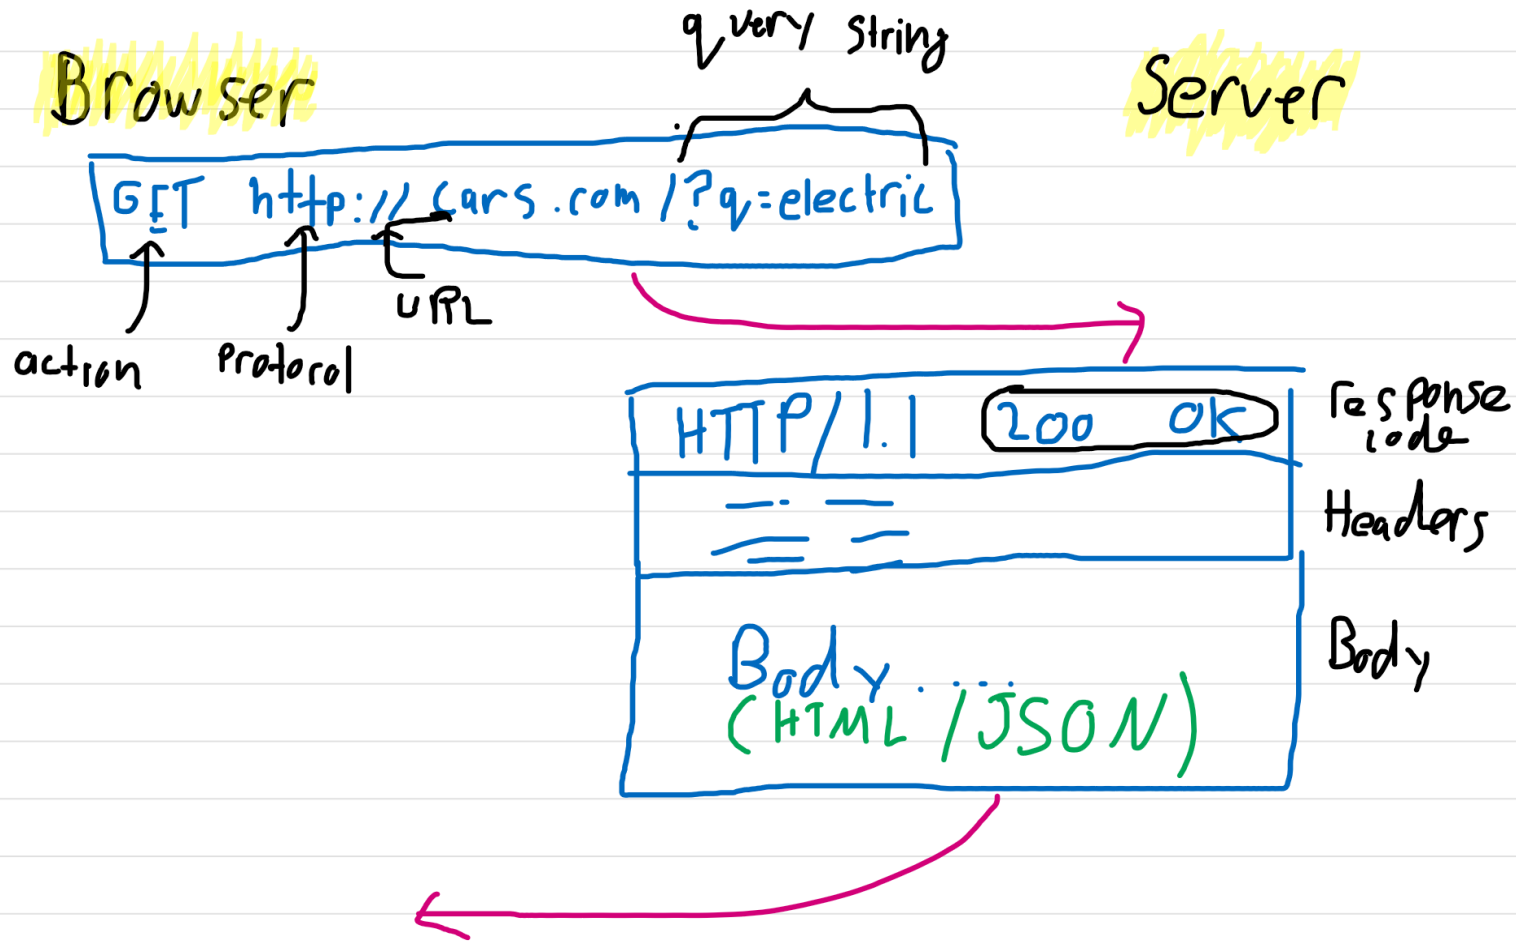 query string
Browser
Server
GET http://cars.com/?q=electric
URL
action
protocol
HTTP/1.1 200 OK
response
code
Headers
Body.....
Body
(HTML/JSON)